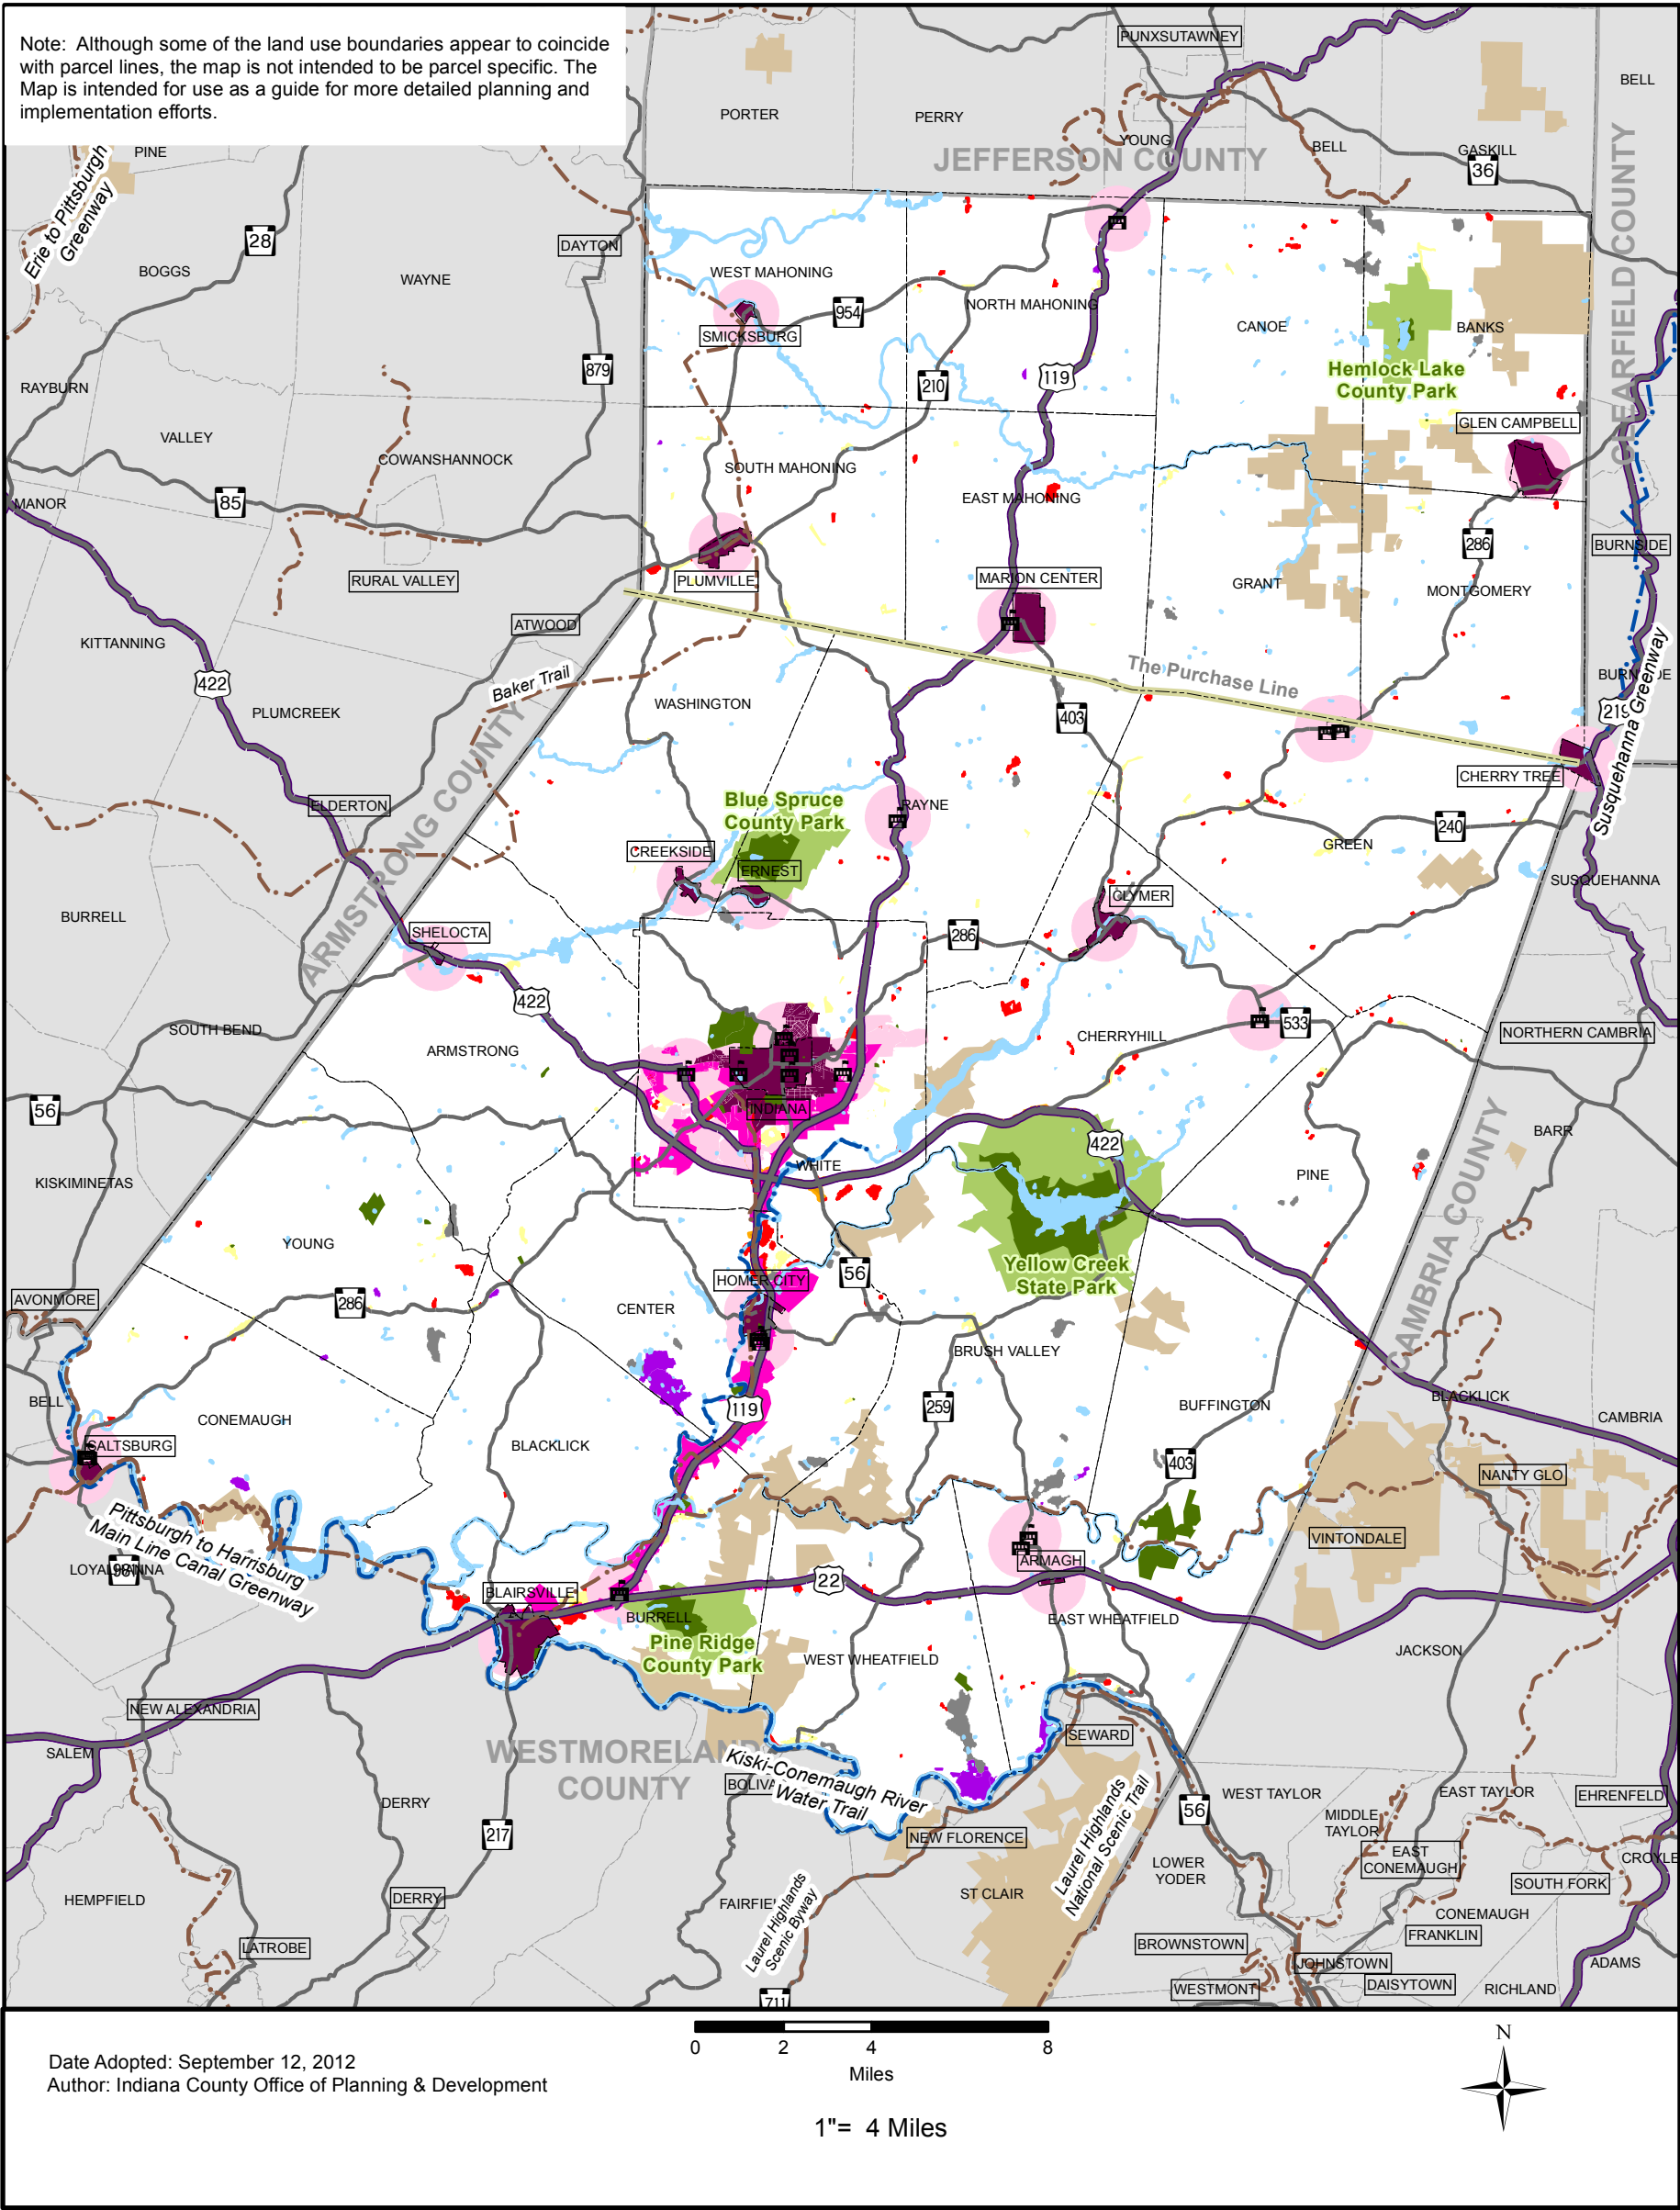 Note: Although some of the land use boundaries appear to coincide
with parcel lines, the map is not intended to be parcel specific. The
Map is intended for use as a guide for more detailed planning and
implementation efforts.
PUNXSUTAWNEY
BELL
PORTER
PERRY
YOUNG
BELL
GASKILL
36
JEFFERSON COUNTY
PINE
Erie to Pittsburgh
Greenway
28
BOGGS
WAYNE
DAYTON
CLEARFIELD COUNTY
WEST MAHONING
954
SMICKSBURG
NORTH MAHONING
CANOE
BANKS
Hemlock Lake
County Park
879
210
119
RAYBURN
VALLEY
COWANSHANNOCK
GLEN CAMPBELL
SOUTH MAHONING
EAST MAHONING
MANOR
85
286
BURNSIDE
RURAL VALLEY
PLUMVILLE
MARION CENTER
GRANT
MONTGOMERY
ATWOOD
KITTANNING
422
Baker Trail
The Purchase Line
Susquehanna Greenway
PLUMCREEK
WASHINGTON
403
CHERRY TREE
ELDERTON
ARMSTRONG COUNTY
Blue Spruce
County Park
RAYNE
240
GREEN
CREEKSIDE
ERNEST
SUSQUEHANNA
BURRELL
CLYMER
SHELOCTA
286
422
SOUTH BEND
ARMSTRONG
CHERRYHILL
533
NORTHERN CAMBRIA
56
INDIANA
BARR
422
WHITE
PINE
KISKIMINETAS
CAMBRIA COUNTY
YOUNG
Yellow Creek
State Park
56
HOMER CITY
AVONMORE
286
CENTER
BRUSH VALLEY
BELL
119
259
BUFFINGTON
BLACKLICK
CAMBRIA
CONEMAUGH
SALTSBURG
BLACKLICK
403
NANTY GLO
Pittsburgh to Harrisburg
Main Line Canal Greenway
VINTONDALE
ARMAGH
981
22
BLAIRSVILLE
BURRELL
EAST WHEATFIELD
Pine Ridge
County Park
WEST WHEATFIELD
JACKSON
NEW ALEXANDRIA
SEWARD
SALEM
WESTMORELAND
COUNTY
Kiski-Conemaugh River
Water Trail
WEST TAYLOR
EAST TAYLOR
EHRENFELD
DERRY
56
MIDDLE
TAYLOR
217
NEW FLORENCE
Laurel Highlands
National Scenic Trail
EAST
CONEMAUGH
LOWER
YODER
SOUTH FORK
HEMPFIELD
DERRY
Laurel Highlands
Scenic Byway
ST CLAIR
CONEMAUGH
FRANKLIN
LATROBE
BROWNSTOWN
JOHNSTOWN
ADAMS
WESTMONT
DAISYTOWN
RICHLAND
711
0 2 4 8
Miles
N
Date Adopted: September 12, 2012
Author: Indiana County Office of Planning & Development
1"= 4 Miles